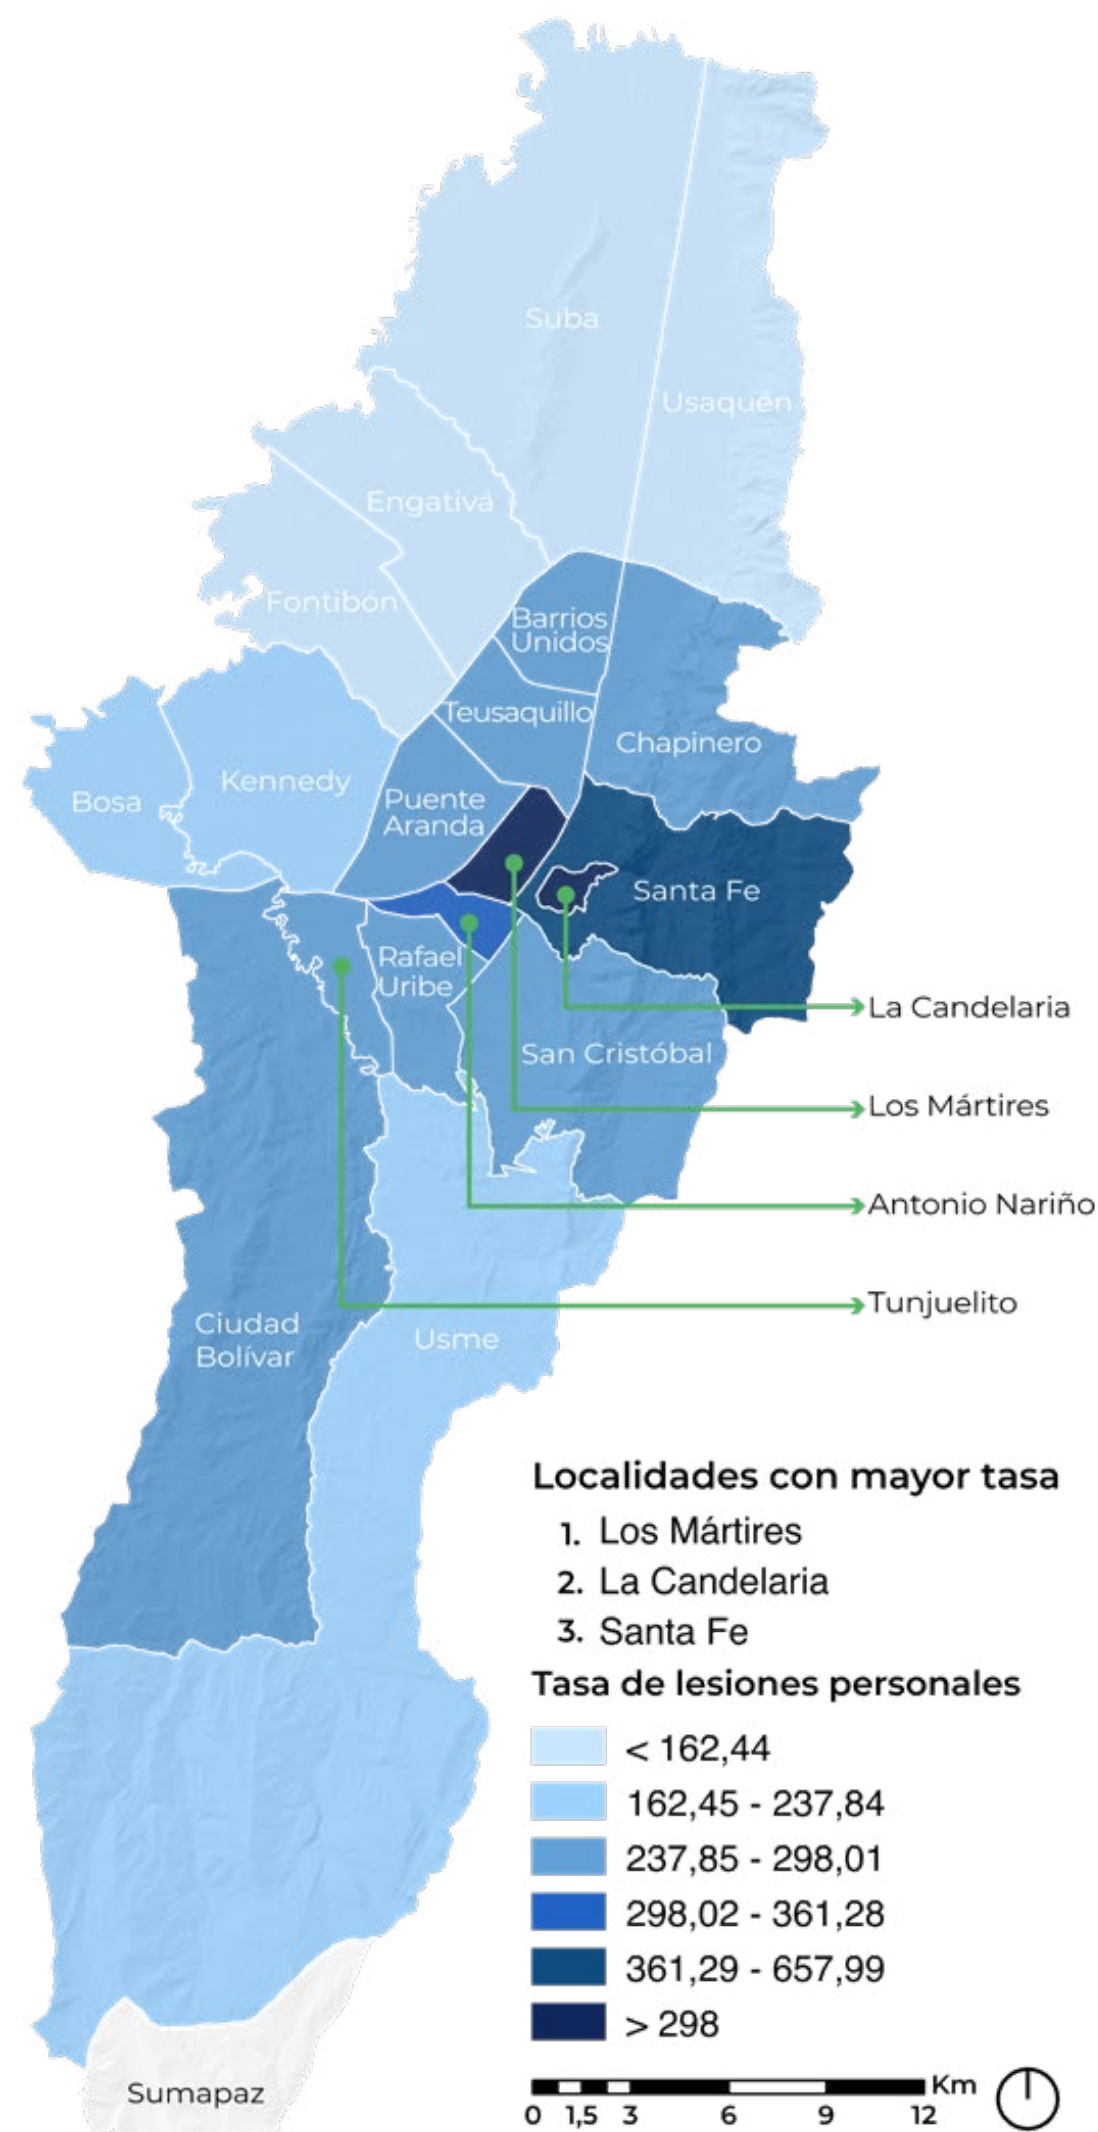 Suba
Usaquén
Engativá
Fontibón
Barrios
Unidos
Teusaquillo
Chapinero
Kennedy
Bosa
Puente
Aranda
Santa Fe
Rafael
Uribe
La Candelaria
San Cristóbal
Los Mártires
Antonio Nariño
Tunjuelito
Ciudad
Bolívar
Usme
Localidades con mayor tasa
1. Los Mártires
2. La Candelaria
3. Santa Fe
Tasa de lesiones personales
< 162,44
162,45 - 237,84
237,85 - 298,01
298,02 - 361,28
361,29 - 657,99
> 298
Sumapaz
Km
0 1,5 3 6 9 12